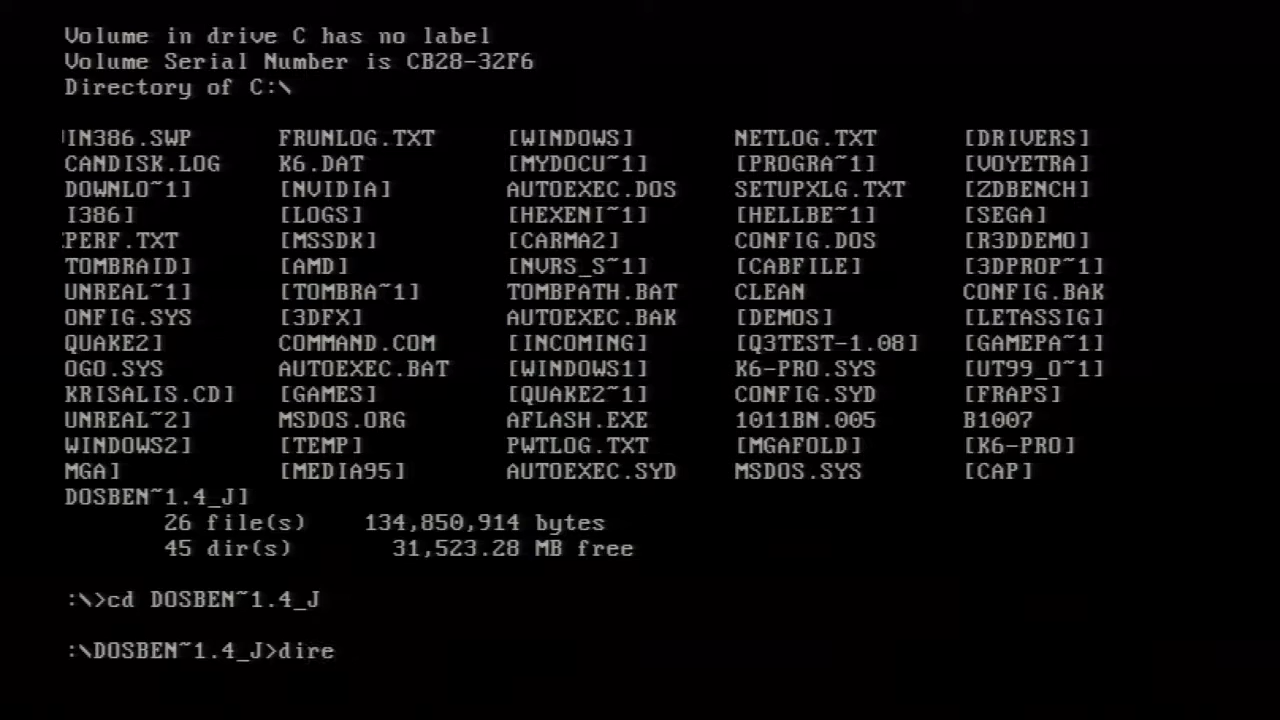 Volume in drive C has no label
Volume Serial Number is CB28-32F6
Directory of C:\
IN386.SWP FRUNLOG.TXT [WINDOWS] NETLOG.TXT [DRIVERS]
CANDISK.LOG K6.DAT [MYDOCU~1] [PROGRA~1] [VOYETRA]
DOWNLO~1] [NVIDIA] AUTOEXEC.DOS SETUPXLG.TXT [ZDBENCH]
I386] [LOGS] [HEXENI~1] [HELLBE~1] [SEGA]
PERF.TXT [MSSDK] [CARMA2] CONFIG.DOS [R3DDEMO]
TOMBRAID] [AMD] [NVRS_S~1] [CABFILE] [3DPROP~1]
UNREAL~1] [TOMBRA~1] TOMBPATH.BAT CLEAN CONFIG.BAK
ONFIG.SYS [3DFX] AUTOEXEC.BAK [DEMOS] [LETASSIG]
QUAKE2] COMMAND.COM [INCOMING] [Q3TEST-1.08] [GAMEPA~1]
OGO.SYS AUTOEXEC.BAT [WINDOWS1] K6-PRO.SYS [UT99_O~1]
KRISALIS.CD] [GAMES] [QUAKE2~1] CONFIG.SYD [FRAPS]
UNREAL~2] MSDOS.ORG AFLASH.EXE 1011BN.005 B1007
WINDOWS2] [TEMP] PWTLOG.TXT [MGAFOLD] [K6-PRO]
MGA] [MEDIA95] AUTOEXEC.SYD MSDOS.SYS [CAP]
DOSBEN~1.4_J]
26 file(s) 134,850,914 bytes
45 dir(s) 31,523.28 MB free
:\>cd DOSBEN~1.4_J
:\DOSBEN~1.4_J>dire